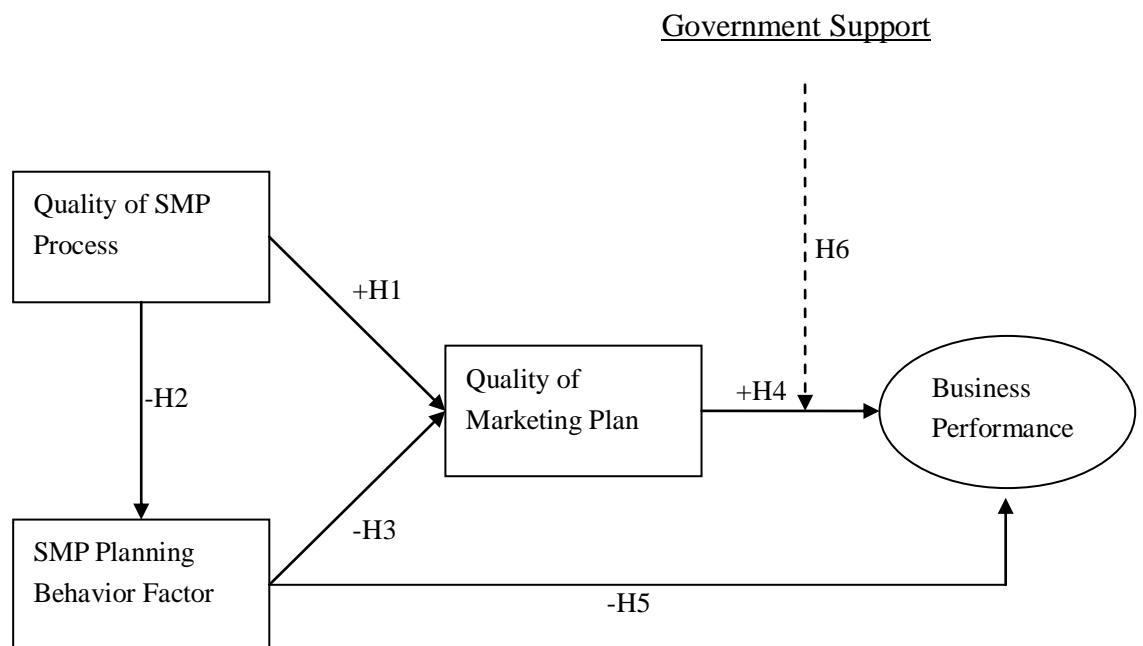 Government Support
Quality of SMP
Process
H6
+H1
Quality of
Marketing Plan
+H4
Business
Performance
-H2
-H3
SMP Planning
Behavior Factor
-H5